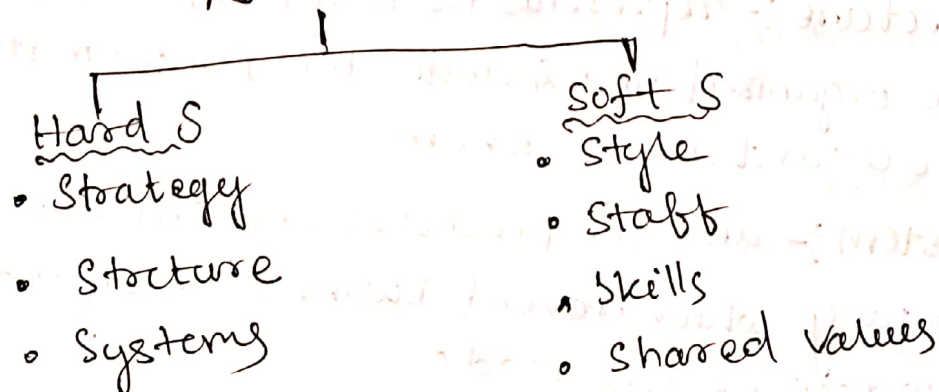 Hard S
• Strategy
• Structure
• Systems
Soft S
• Style
• Staff
• Skills
• Shared values